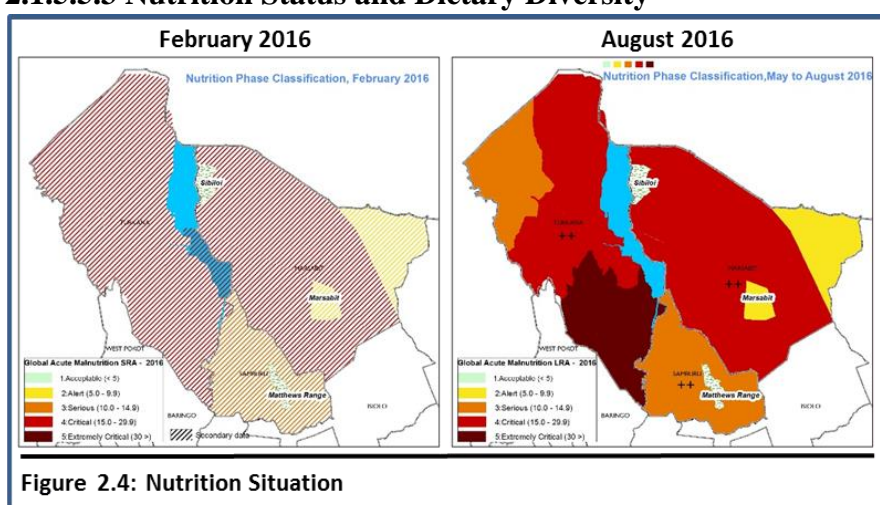 2.1.5.5.5 Nutrition Status and Dietary Diversity
February 2016
August 2016
Nutrition Phase Classification, February 2016
Sibiloi
TURKANA
MARSABIT
Marsabit
WEST POKOT
SAMBURU
Matthews Range
BARINGO
ISIOLO
Global Acute Malnutrition SRA - 2016
1:Acceptable (< 5)
2:Alert (5.0 - 9.9)
3:Serious (10.0 - 14.9)
4:Critical (15.0 - 29.9)
5:Extremely Critical (30 >)
Secondary data
Nutrition Phase Classification,May to August 2016
Sibiloi
TURKANA
++
MARSABIT
++
Marsabit
WEST POKOT
SAMBURU
++
Matthews Range
BARINGO
ISIOLO
Global Acute Malnutrition LRA - 2016
1:Acceptable (< 5)
2:Alert (5.0 - 9.9)
3:Serious (10.0 - 14.9)
4:Critical (15.0 - 29.9)
5:Extremely Critical (30 >)
Figure 2.4: Nutrition Situation